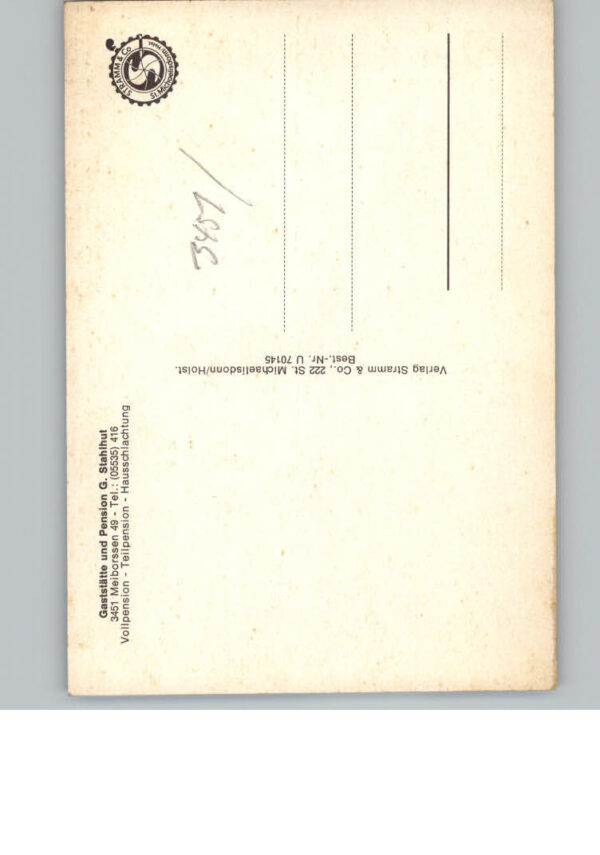 Gaststätte und Pension G. Stahlhut
3451 Meiborssen 49 - Tel.: (05535) 416
Vollpension - Teilpension - Hausschlachtung
Verlag Stramm & Co., 222 St. Michaelisdonn/Holst.
Best.-Nr. U 70145
STRAMM & Co
St. Michaelisdonn Holst.
3451